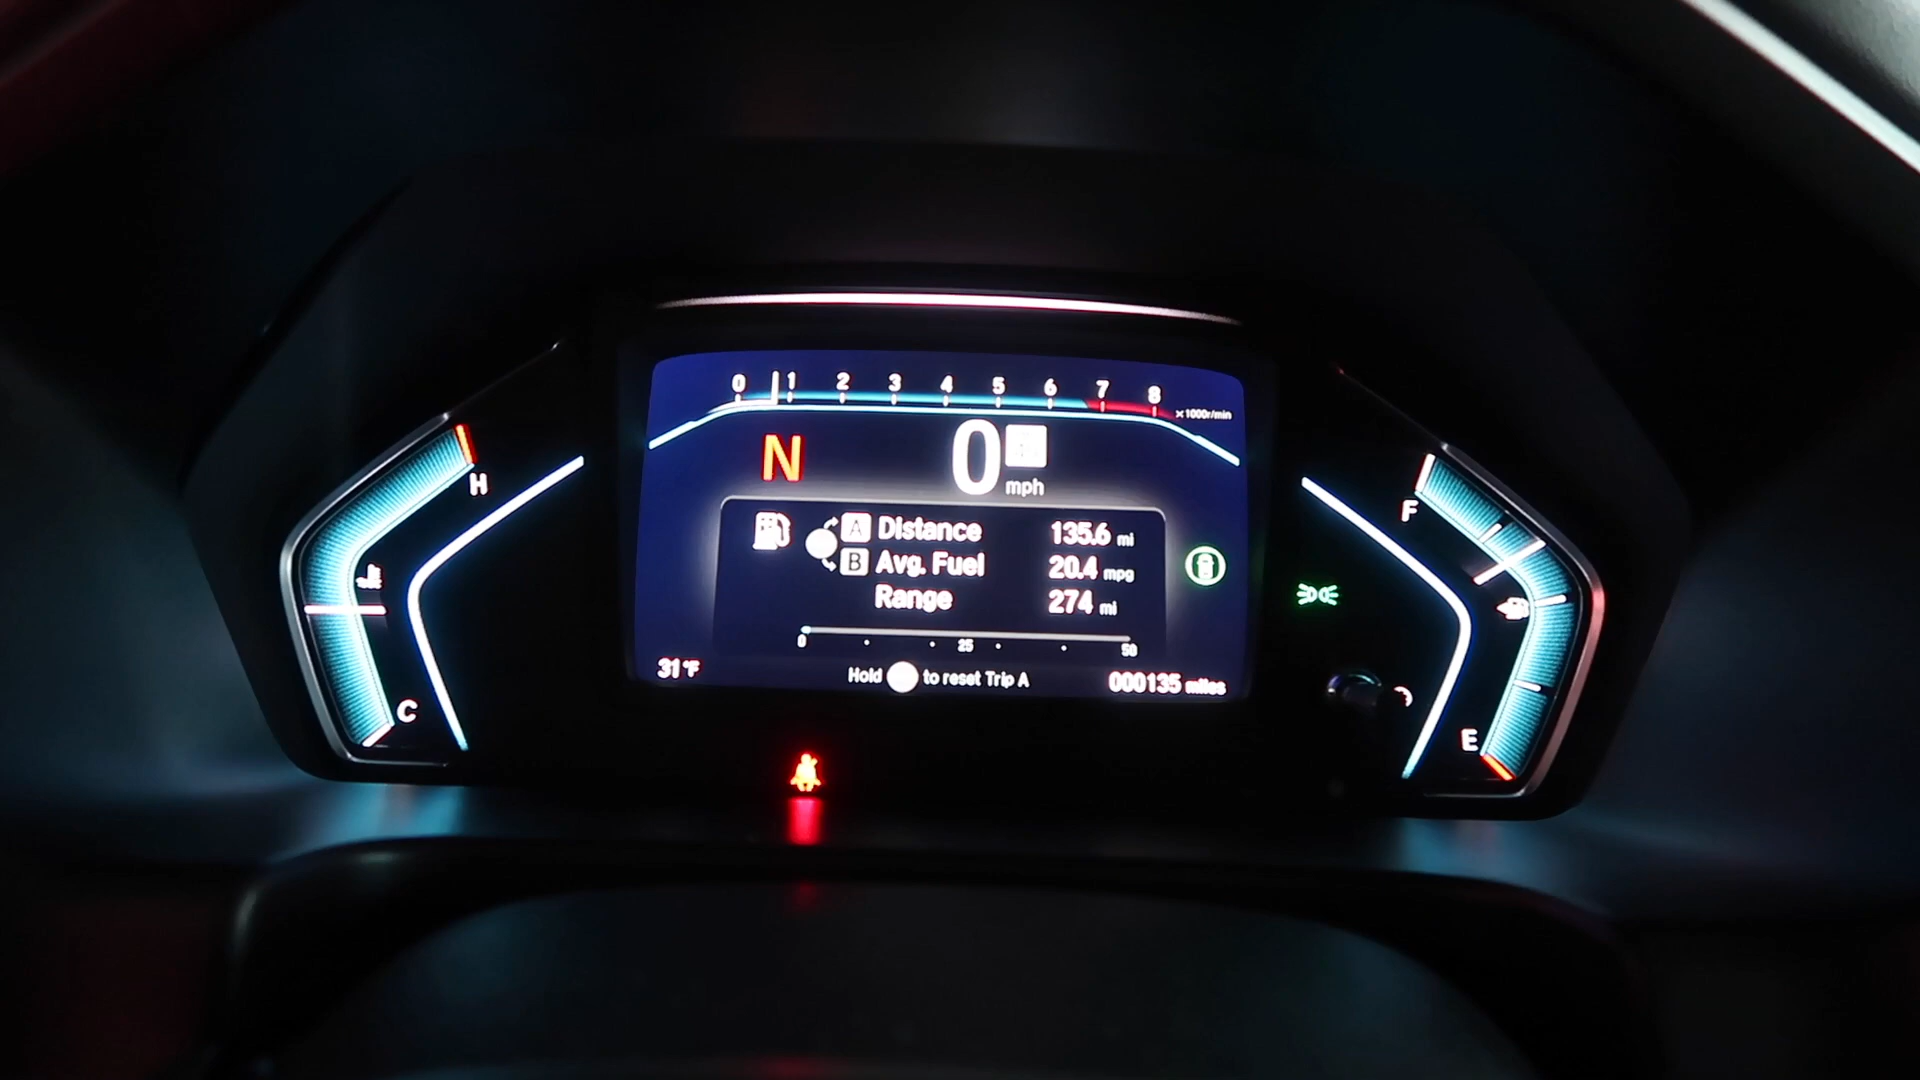 0 1 2 3 4 5 6 7 8
x1000r/min
N 0 mph
H
F
A Distance 135.6 mi
B Avg. Fuel 20.4 mpg
Range 274 mi
0 25 50
31°F
Hold to reset Trip A
000135 miles
C
E